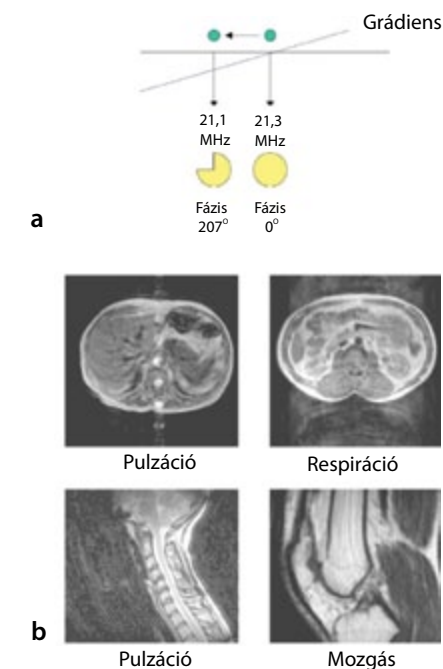 Grádiens
21,1 21,3
MHz MHz
Fázis Fázis
207° 0°
a
Pulzáció Respiráció
b
Pulzáció Mozgás